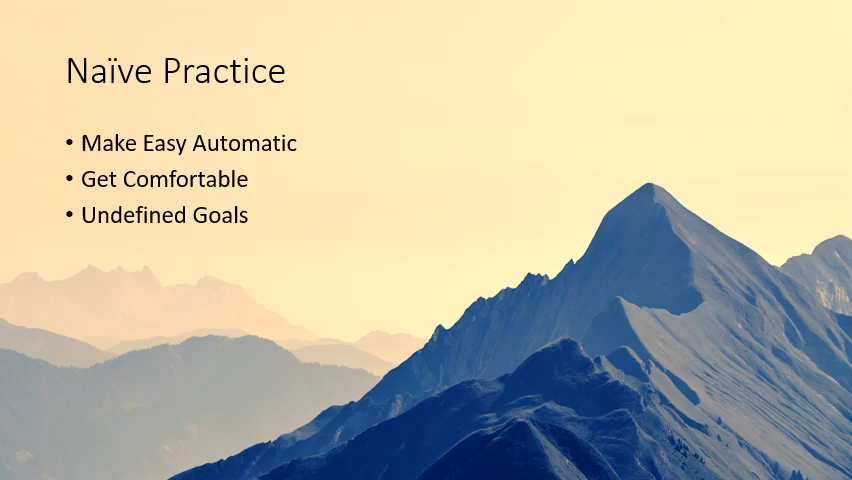 Naïve Practice
• Make Easy Automatic
• Get Comfortable
• Undefined Goals